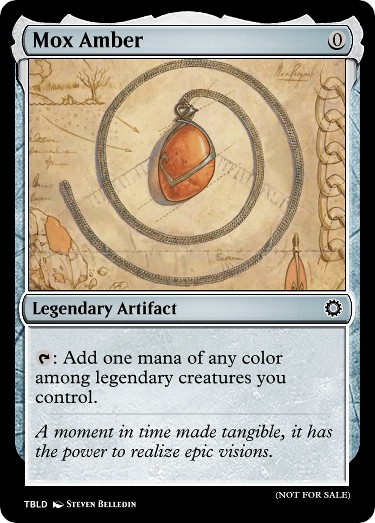 Mox Amber 0
Legendary Artifact
: Add one mana of any color
among legendary creatures you
control.
A moment in time made tangible, it has
the power to realize epic visions.
TBLD Steven Belledin
(NOT FOR SALE)